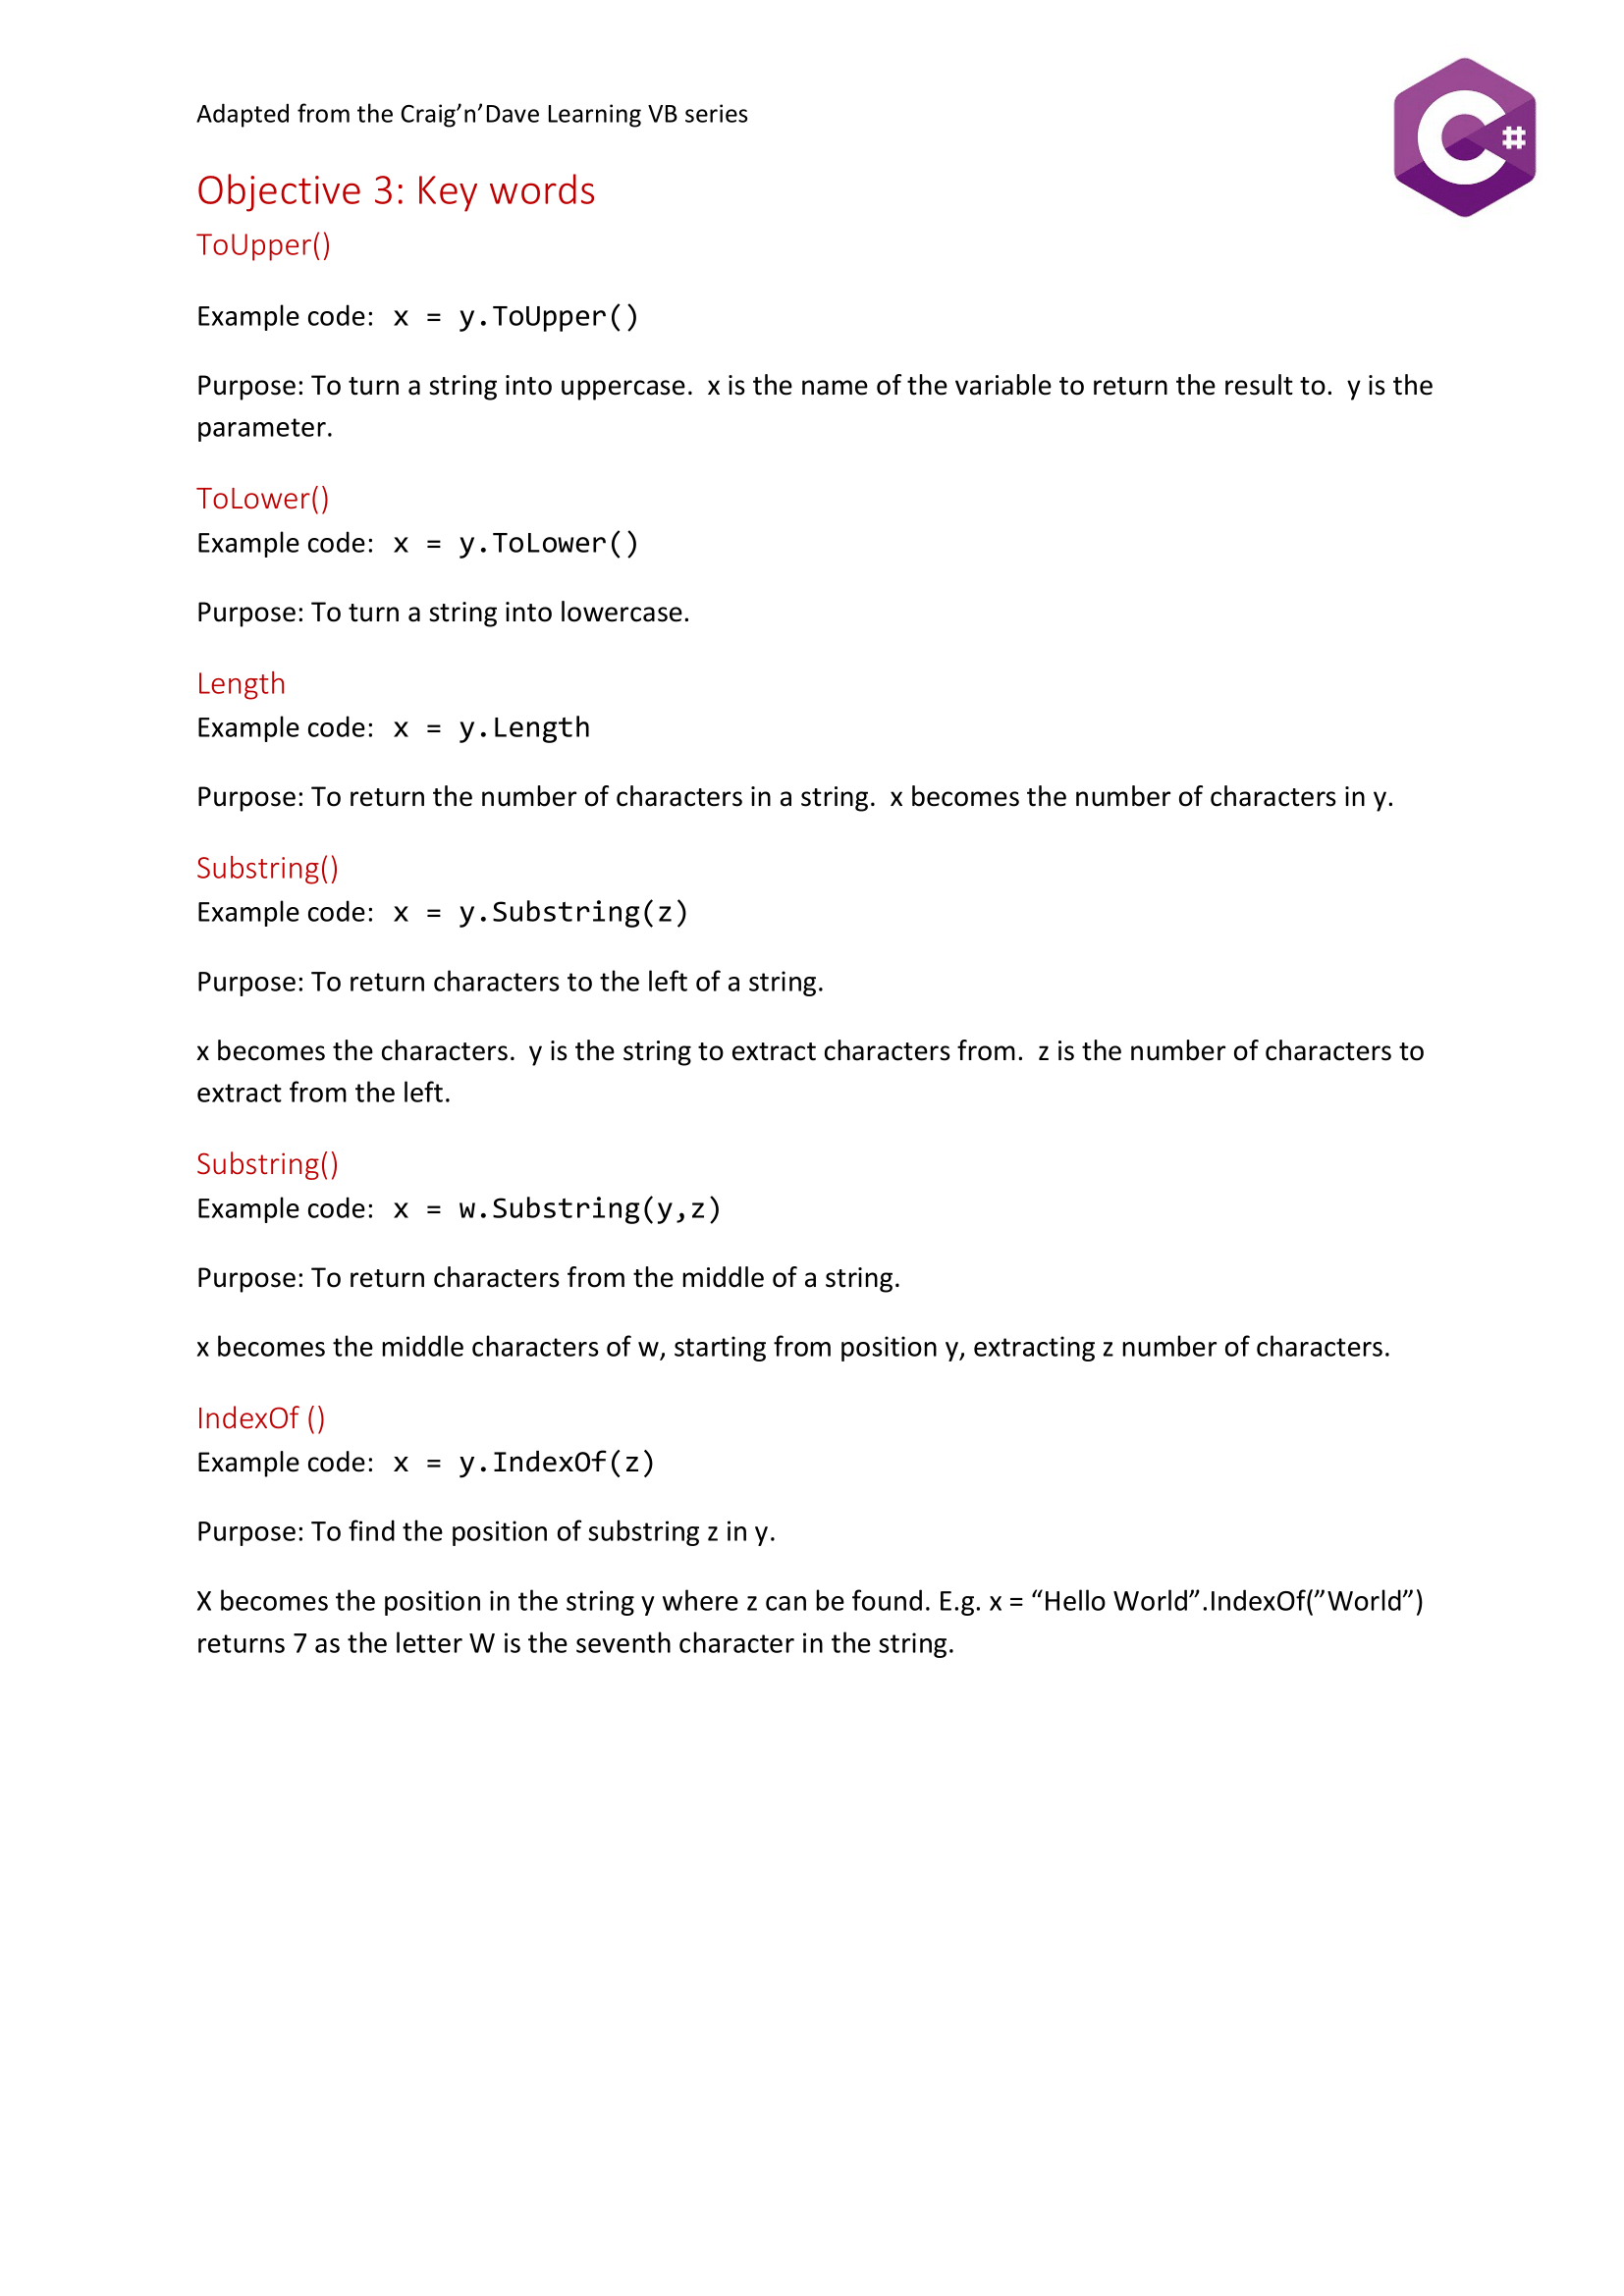 Adapted from the Craig’n’Dave Learning VB series
C#
Objective 3: Key words
ToUpper()
Example code: x = y.ToUpper()
Purpose: To turn a string into uppercase. x is the name of the variable to return the result to. y is the
parameter.
ToLower()
Example code: x = y.ToLower()
Purpose: To turn a string into lowercase.
Length
Example code: x = y.Length
Purpose: To return the number of characters in a string. x becomes the number of characters in y.
Substring()
Example code: x = y.Substring(z)
Purpose: To return characters to the left of a string.
x becomes the characters. y is the string to extract characters from. z is the number of characters to
extract from the left.
Substring()
Example code: x = w.Substring(y,z)
Purpose: To return characters from the middle of a string.
x becomes the middle characters of w, starting from position y, extracting z number of characters.
IndexOf ()
Example code: x = y.IndexOf(z)
Purpose: To find the position of substring z in y.
X becomes the position in the string y where z can be found. E.g. x = “Hello World”.IndexOf(”World”)
returns 7 as the letter W is the seventh character in the string.